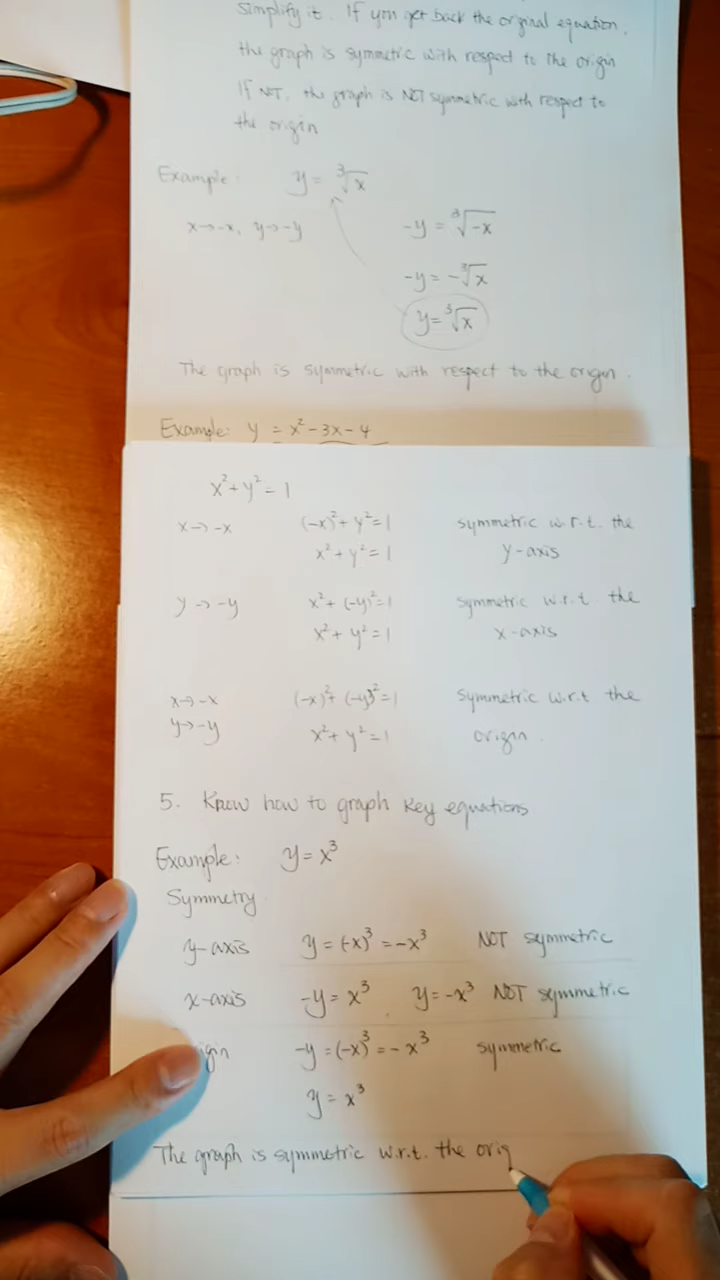 Simplify it. If you get back the orginal equation,
the graph is symmetric with respect to the origin
If NOT, the graph is NOT symmetric with respect to
the origin
Example: y = ∛x
x→-x, y→-y -y = ∛-x
-y = -∛x
y = ∛x
The graph is symmetric with respect to the origin.
Example: y = x² - 3x - 4
x² + y² = 1
x→ -x (-x)² + y² = 1 symmetric w.r.t. the
x² + y² = 1 y-axis
y → -y x² + (-y)² = 1 symmetric w.r.t the
x² + y² = 1 x-axis
x→ -x (-x)² + (-y)² = 1 symmetric w.r.t the
y→ -y x² + y² = 1 origin.
5. Know how to graph key equations
Example: y = x³
Symmetry
y-axis y = (-x)³ = -x³ NOT symmetric
x-axis -y = x³, y = -x³ NOT symmetric
gin -y = (-x)³ = -x³ symmetric
y = x³
The graph is symmetric w.r.t. the orig